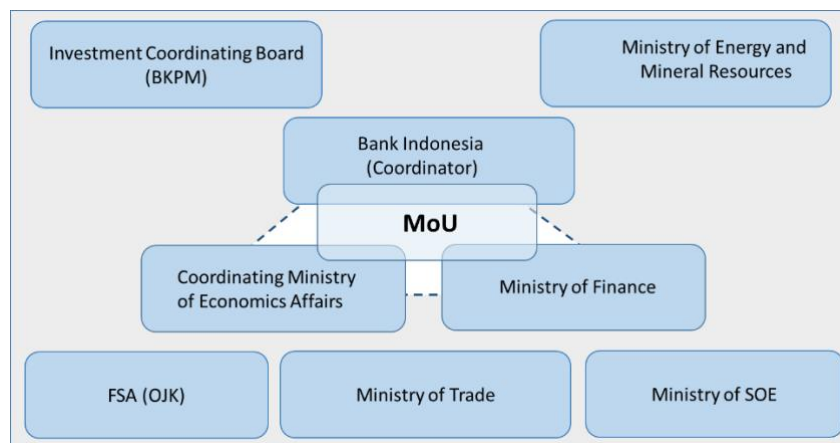 Investment Coordinating Board
(BKPM)
Ministry of Energy and
Mineral Resources
Bank Indonesia
(Coordinator)
MoU
Coordinating Ministry
of Economics Affairs
Ministry of Finance
FSA (OJK)
Ministry of Trade
Ministry of SOE